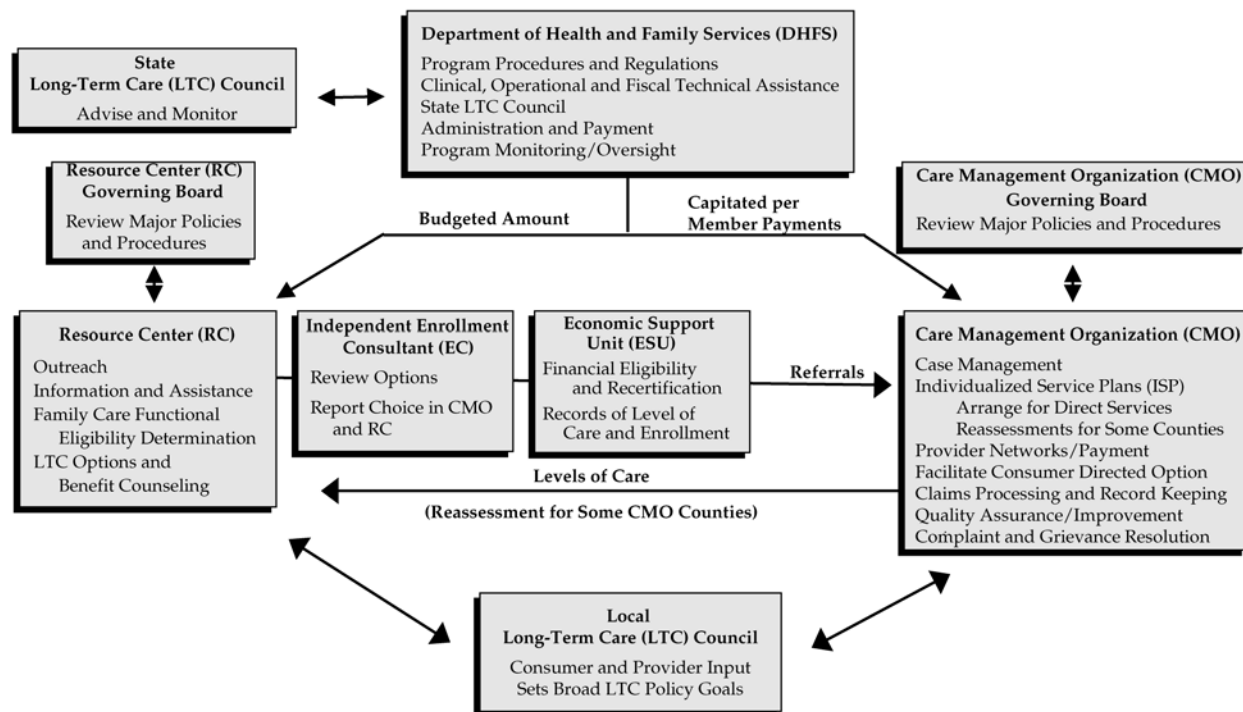 Department of Health and Family Services (DHFS)
Program Procedures and Regulations
Clinical, Operational and Fiscal Technical Assistance
State LTC Council
Administration and Payment
Program Monitoring/Oversight
State
Long-Term Care (LTC) Council
Advise and Monitor
Resource Center (RC)
Governing Board
Review Major Policies
and Procedures
Budgeted Amount
Capitated per
Member Payments
Care Management Organization (CMO)
Governing Board
Review Major Policies and Procedures
Resource Center (RC)
Outreach
Information and Assistance
Family Care Functional
Eligibility Determination
LTC Options and
Benefit Counseling
Independent Enrollment
Consultant (EC)
Review Options
Report Choice in CMO
and RC
Economic Support
Unit (ESU)
Financial Eligibility
and Recertification
Records of Level of
Care and Enrollment
Referrals
Care Management Organization (CMO)
Case Management
Individualized Service Plans (ISP)
Arrange for Direct Services
Reassessments for Some Counties
Provider Networks/Payment
Facilitate Consumer Directed Option
Claims Processing and Record Keeping
Quality Assurance/Improvement
Complaint and Grievance Resolution
Levels of Care
(Reassessment for Some CMO Counties)
Local
Long-Term Care (LTC) Council
Consumer and Provider Input
Sets Broad LTC Policy Goals